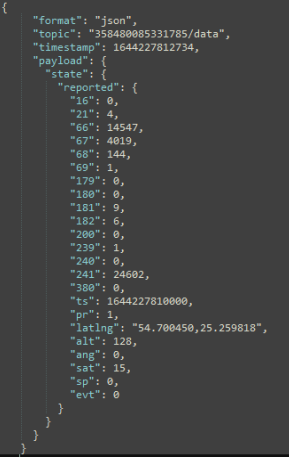 {
"format": "json",
"topic": "358480085331785/data",
"timestamp": 1644227812734,
"payload": {
"state": {
"reported": {
"16": 0,
"21": 4,
"66": 14547,
"67": 4019,
"68": 144,
"69": 1,
"179": 0,
"180": 0,
"181": 9,
"182": 6,
"200": 0,
"239": 1,
"240": 0,
"241": 24602,
"380": 0,
"ts": 1644227810000,
"pr": 1,
"latlng": "54.700450,25.259818",
"alt": 128,
"ang": 0,
"sat": 15,
"sp": 0,
"evt": 0
}
}
}
}